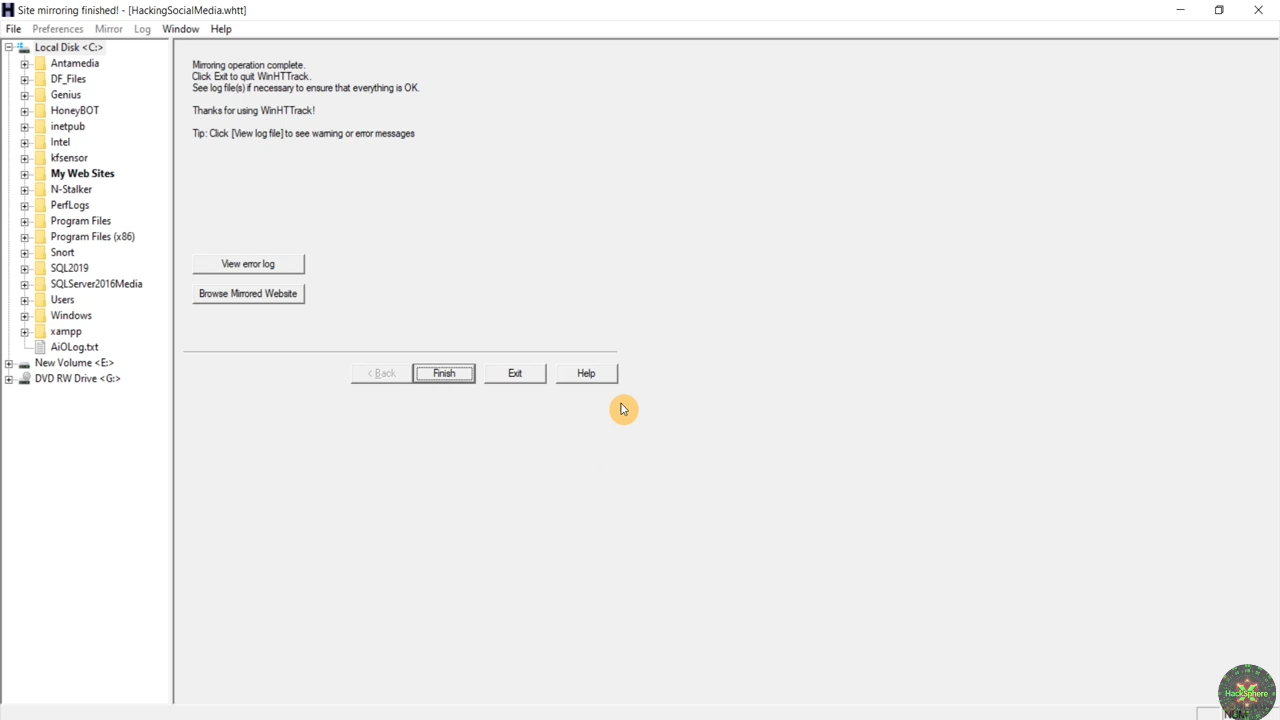 Site mirroring finished! - [HackingSocialMedia.whtt]
File Preferences Mirror Log Window Help
Local Disk <C:>
Antamedia
DF_Files
Genius
HoneyBOT
inetpub
Intel
kfsensor
My Web Sites
N-Stalker
PerfLogs
Program Files
Program Files (x86)
Snort
SQL2019
SQLServer2016Media
Users
Windows
xampp
AiOLog.txt
New Volume <E:>
DVD RW Drive <G:>
Mirroring operation complete.
Click Exit to quit WinHTTrack.
See log file(s) if necessary to ensure that everything is OK.
Thanks for using WinHTTrack!
Tip: Click [View log file] to see warning or error messages
View error log
Browse Mirrored Website
< Back Finish Exit Help
HackSphere